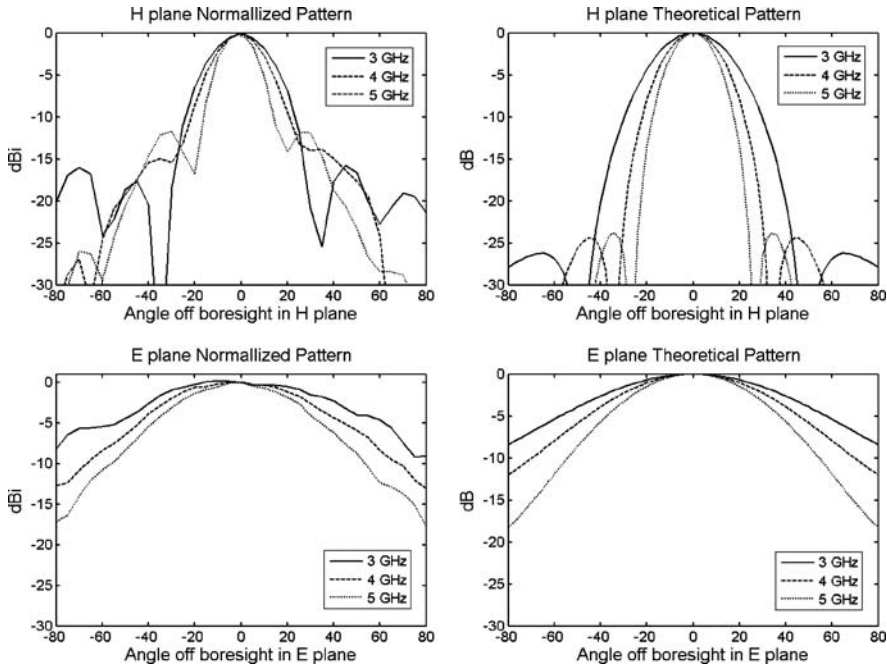 H plane Normallized Pattern
0
-5
-10
-15
-20
-25
-30
dBi
3 GHz
4 GHz
5 GHz
-80 -60 -40 -20 0 20 40 60 80
Angle off boresight in H plane
H plane Theoretical Pattern
0
-5
-10
-15
-20
-25
-30
dB
3 GHz
4 GHz
5 GHz
-80 -60 -40 -20 0 20 40 60 80
Angle off boresight in H plane
E plane Normallized Pattern
0
-5
-10
-15
-20
-25
-30
dBi
3 GHz
4 GHz
5 GHz
-80 -60 -40 -20 0 20 40 60 80
Angle off boresight in E plane
E plane Theoretical Pattern
0
-5
-10
-15
-20
-25
-30
dB
3 GHz
4 GHz
5 GHz
-80 -60 -40 -20 0 20 40 60 80
Angle off boresight in E plane